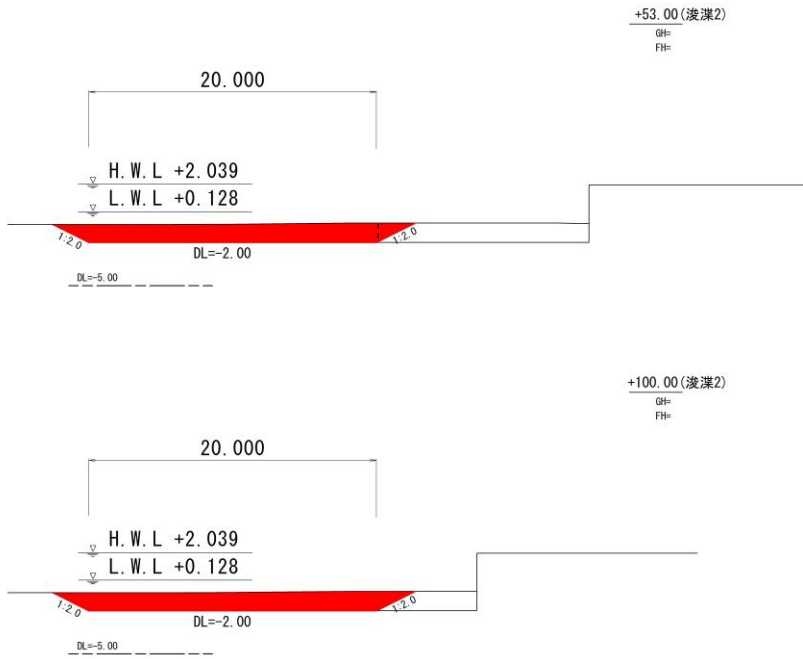 +53.00(浚渫2)
GH=
FH=
20.000
H.W.L +2.039
L.W.L +0.128
1:2.0
1:2.0
DL=-2.00
DL=-5.00
+100.00(浚渫2)
GH=
FH=
20.000
H.W.L +2.039
L.W.L +0.128
1:2.0
1:2.0
DL=-2.00
DL=-5.00